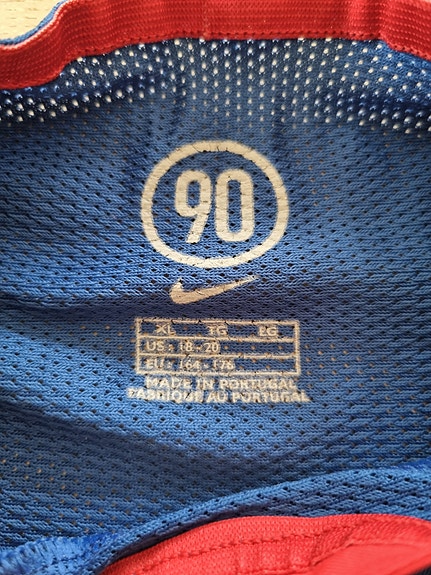 90
XL TG EG
US : 18 - 20
EU : 164 - 176
MADE IN PORTUGAL
FABRIQUÉ AU PORTUGAL